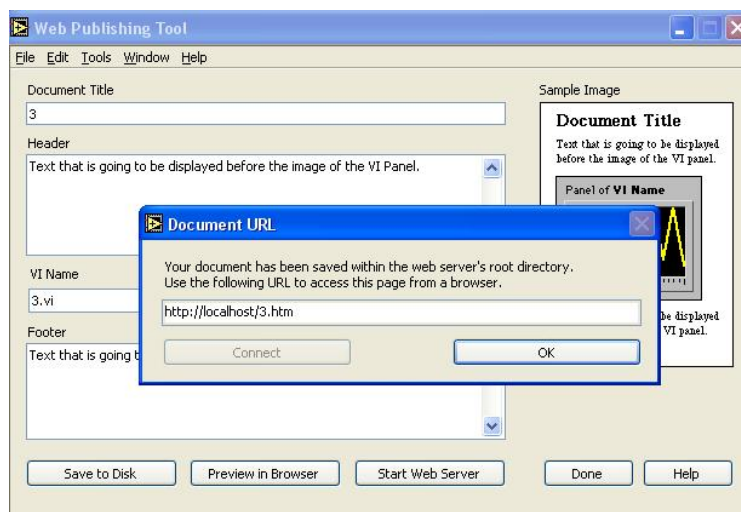 Web Publishing Tool
File Edit Tools Window Help
Document Title
3
Header
Text that is going to be displayed before the image of the VI Panel.
VI Name
3.vi
Footer
Text that is going t
Sample Image
Document Title
Text that is going to be displayed
before the image of the VI panel.
Panel of VI Name
be displayed
VI panel.
Document URL
Your document has been saved within the web server's root directory.
Use the following URL to access this page from a browser.
http://localhost/3.htm
Connect OK
Save to Disk Preview in Browser Start Web Server Done Help